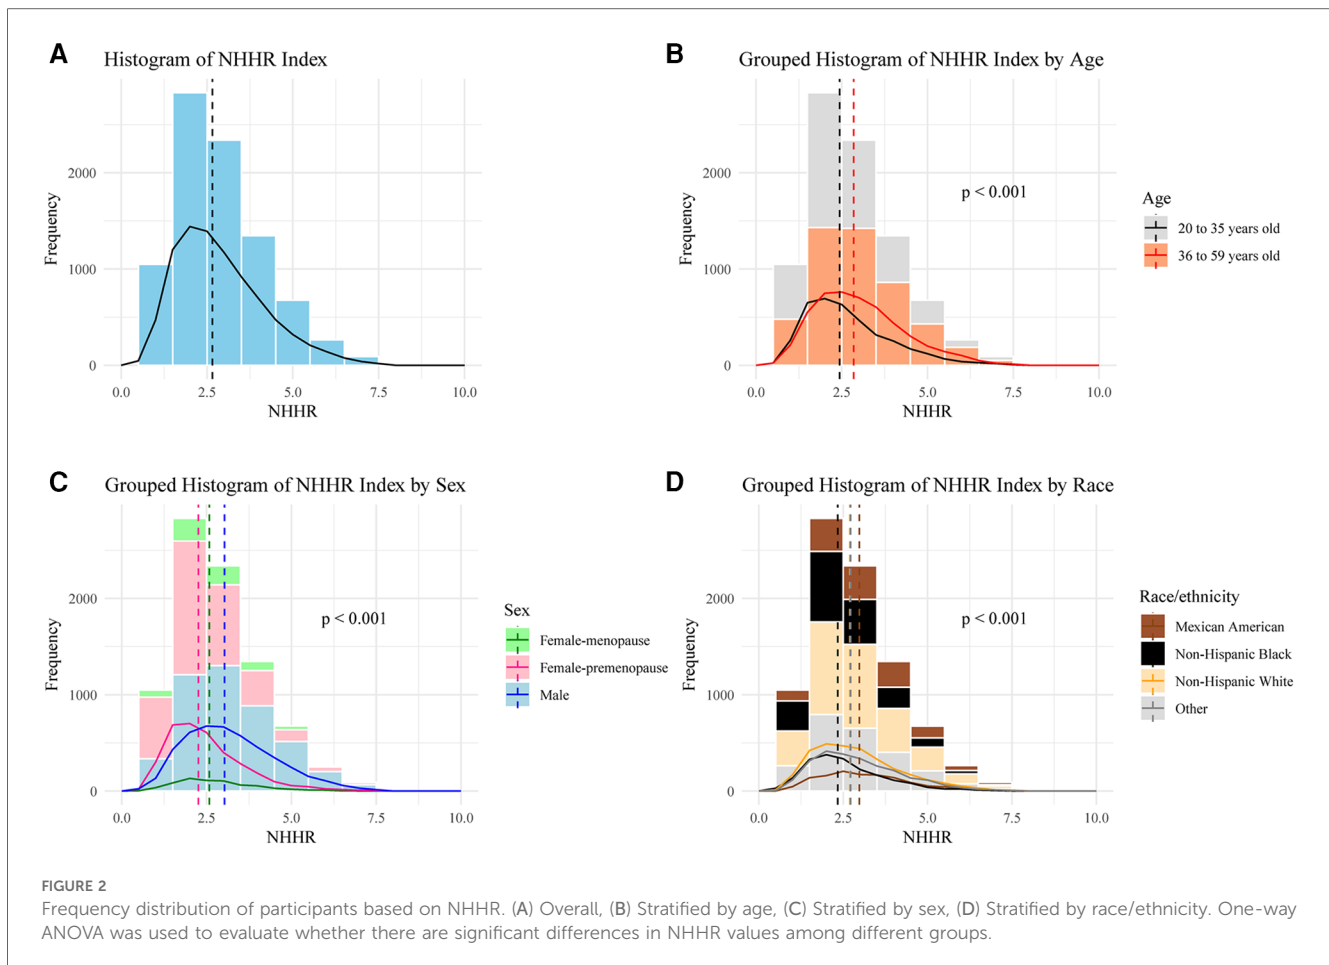 A
Histogram of NHHR Index
Frequency
2000
1000
0
0.0 2.5 5.0 7.5 10.0
NHHR
B
Grouped Histogram of NHHR Index by Age
Frequency
2000
1000
0
p < 0.001
0.0 2.5 5.0 7.5 10.0
NHHR
Age
20 to 35 years old
36 to 59 years old
C
Grouped Histogram of NHHR Index by Sex
Frequency
2000
1000
0
p < 0.001
0.0 2.5 5.0 7.5 10.0
NHHR
Sex
Female-menopause
Female-premenopause
Male
D
Grouped Histogram of NHHR Index by Race
Frequency
2000
1000
0
p < 0.001
0.0 2.5 5.0 7.5 10.0
NHHR
Race/ethnicity
Mexican American
Non-Hispanic Black
Non-Hispanic White
Other
FIGURE 2
Frequency distribution of participants based on NHHR. (A) Overall, (B) Stratified by age, (C) Stratified by sex, (D) Stratified by race/ethnicity. One-way
ANOVA was used to evaluate whether there are significant differences in NHHR values among different groups.